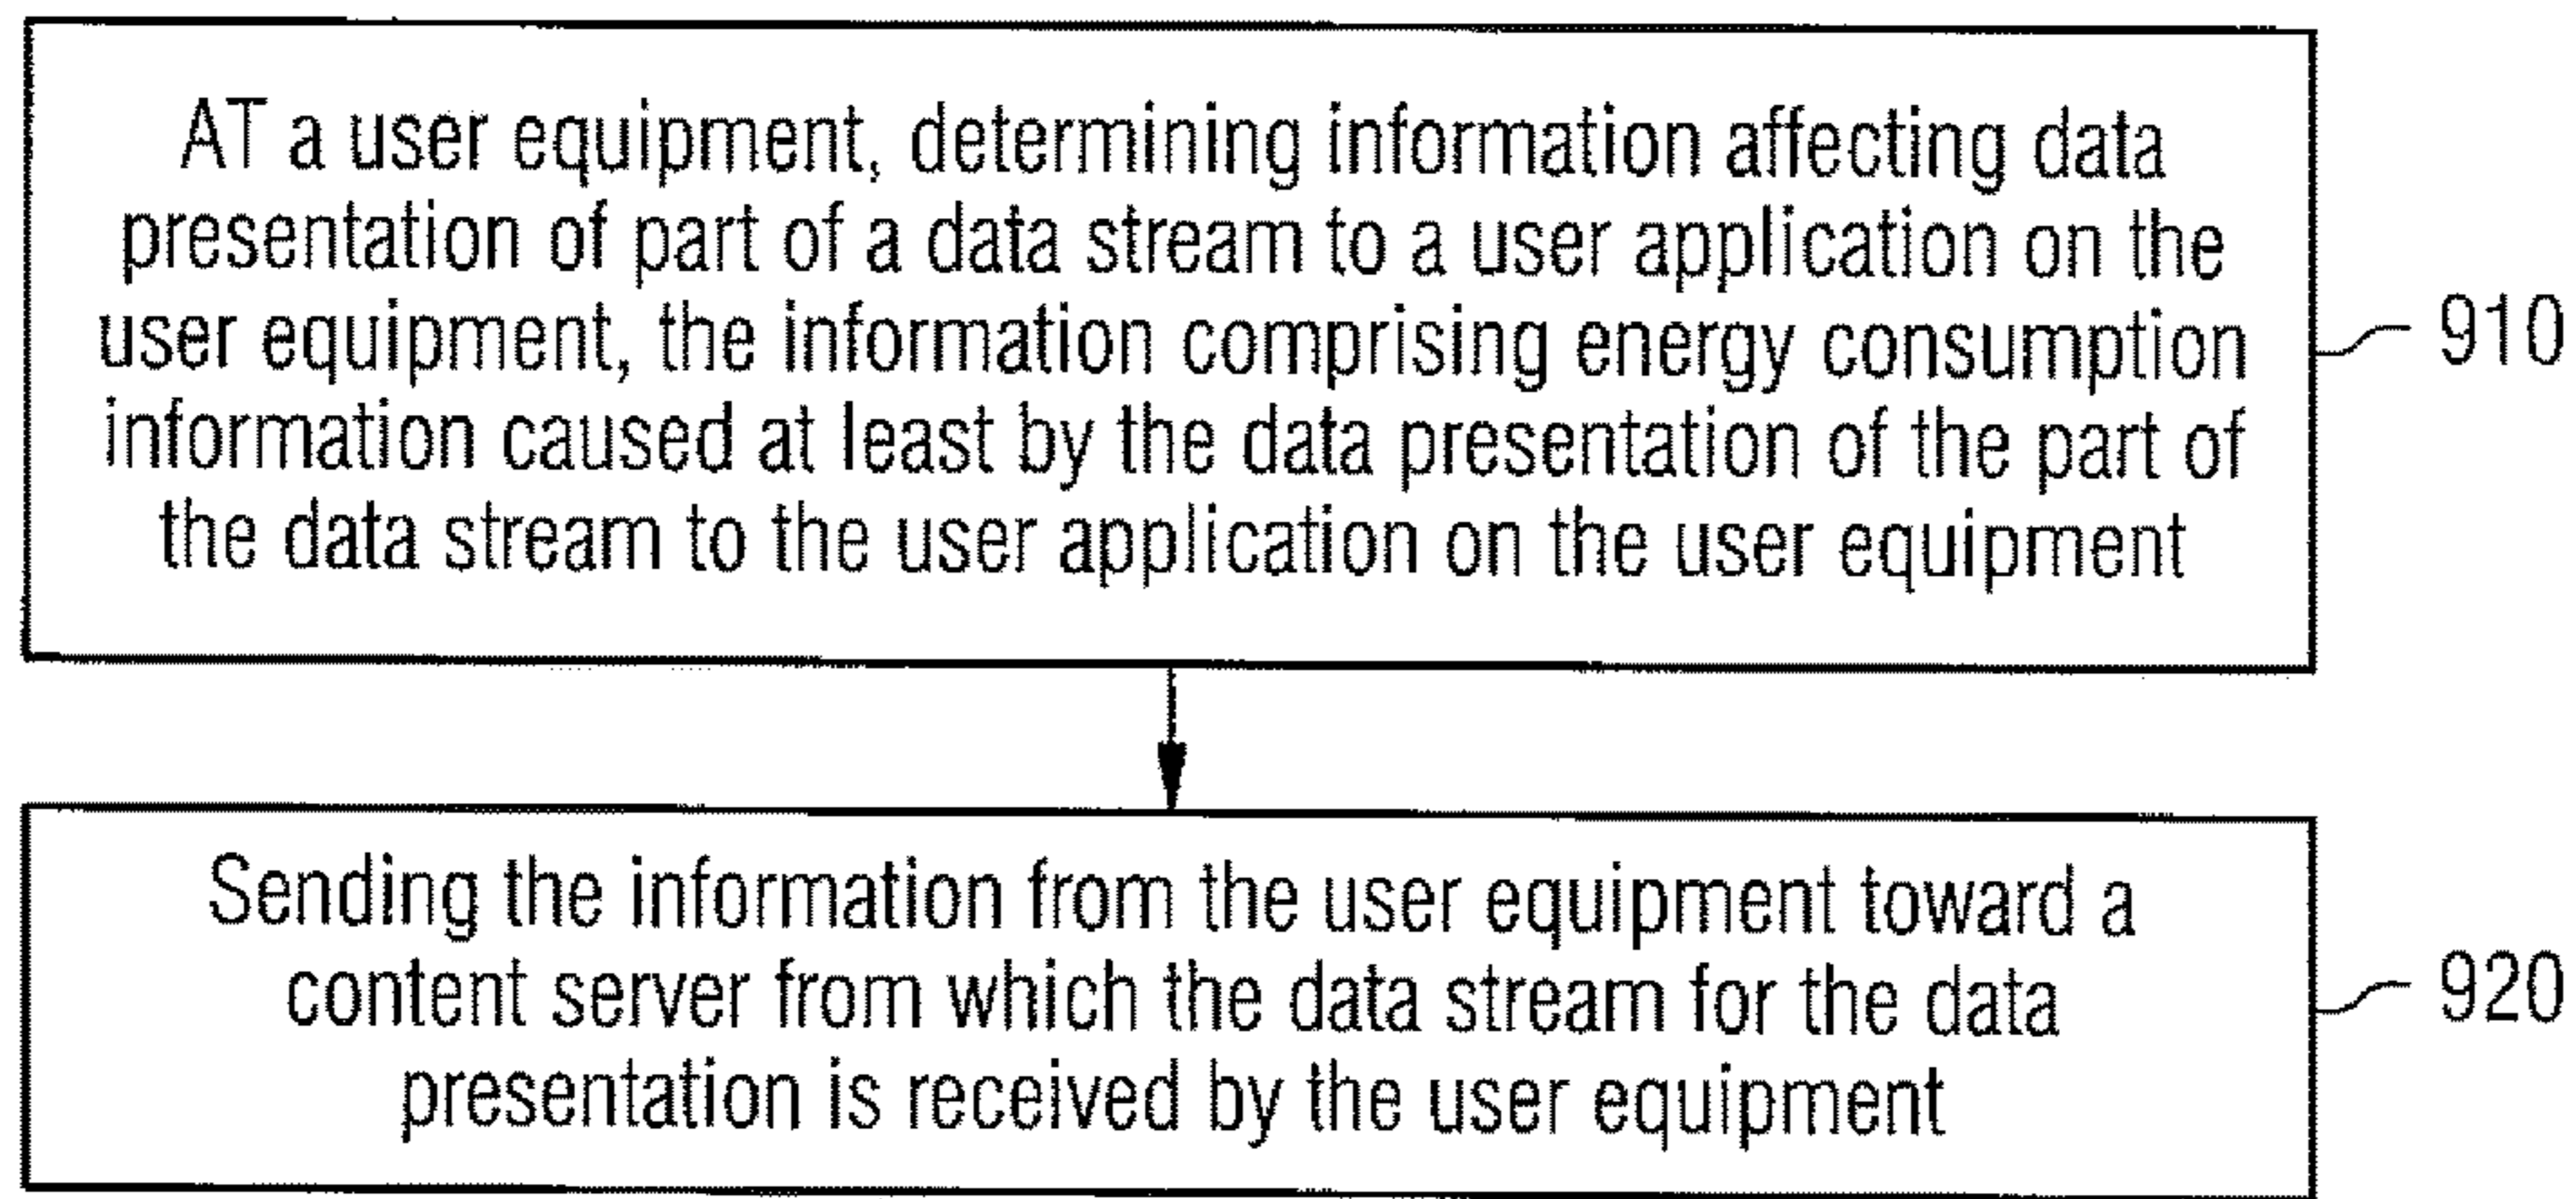 AT a user equipment, determining information affecting data
presentation of part of a data stream to a user application on the
user equipment, the information comprising energy consumption
information caused at least by the data presentation of the part of
the data stream to the user application on the user equipment
910
Sending the information from the user equipment toward a
content server from which the data stream for the data
presentation is received by the user equipment
920